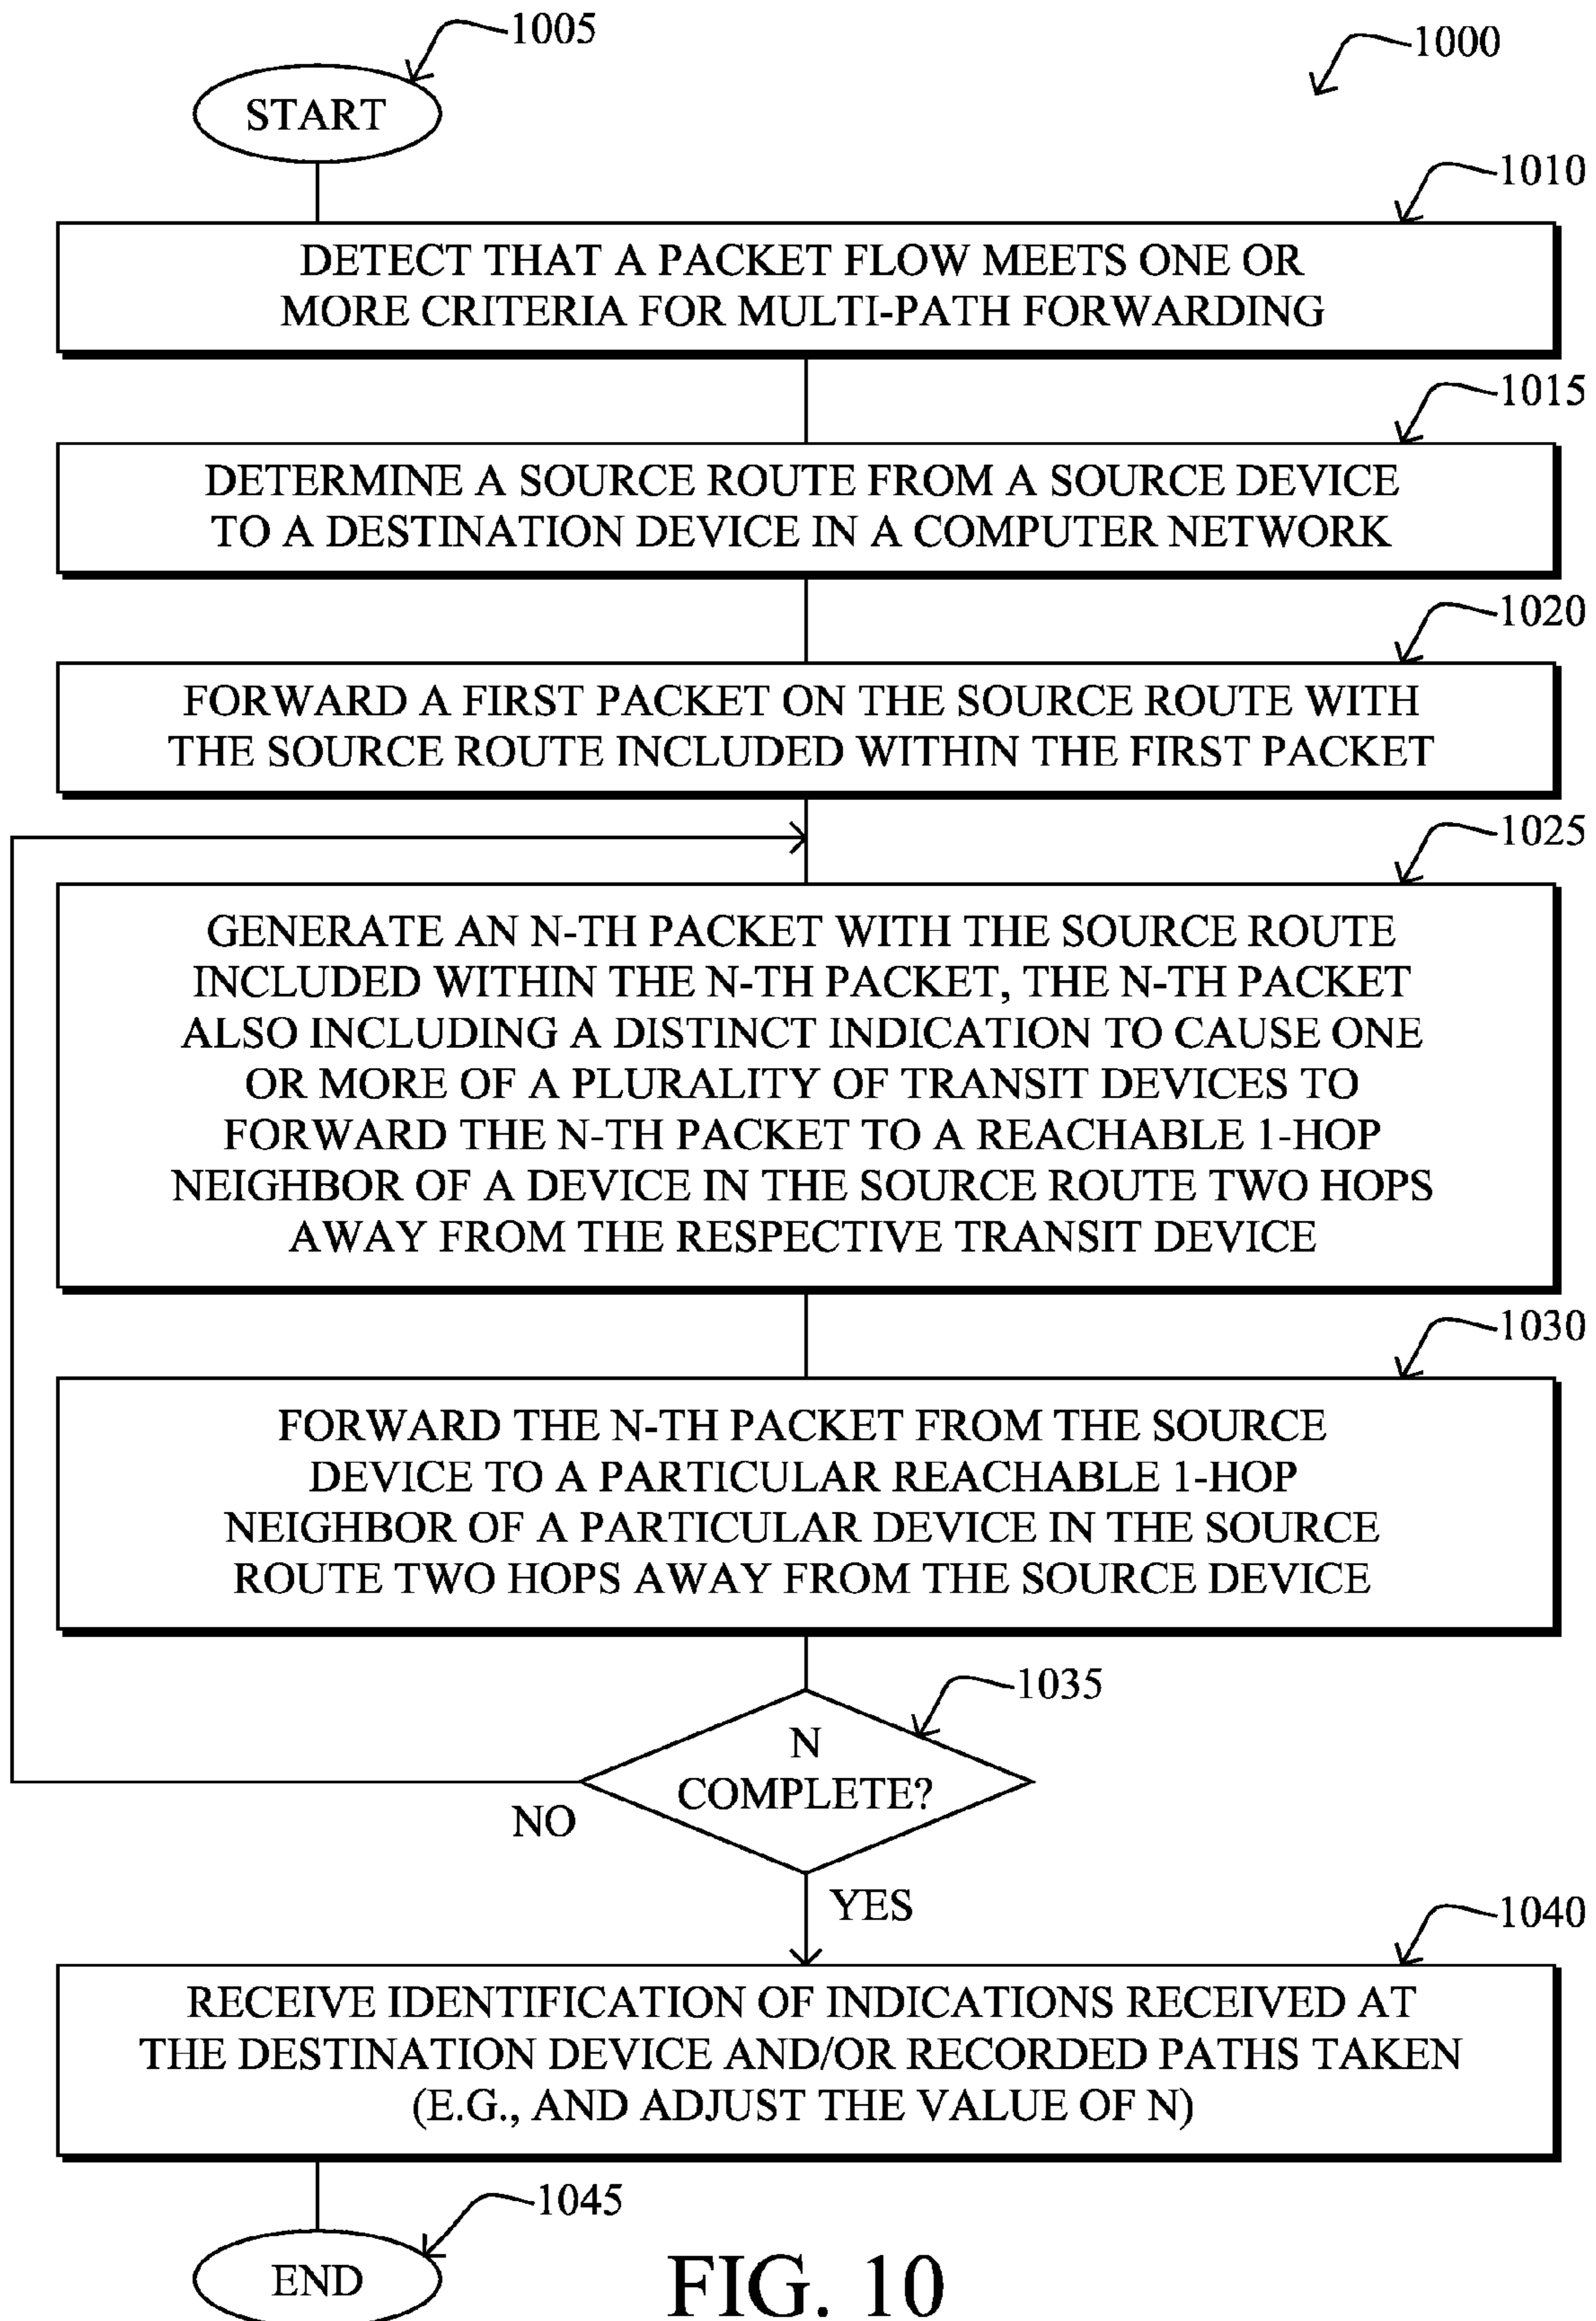 1005
1000
START
1010
DETECT THAT A PACKET FLOW MEETS ONE OR
MORE CRITERIA FOR MULTI-PATH FORWARDING
1015
DETERMINE A SOURCE ROUTE FROM A SOURCE DEVICE
TO A DESTINATION DEVICE IN A COMPUTER NETWORK
1020
FORWARD A FIRST PACKET ON THE SOURCE ROUTE WITH
THE SOURCE ROUTE INCLUDED WITHIN THE FIRST PACKET
1025
GENERATE AN N-TH PACKET WITH THE SOURCE ROUTE
INCLUDED WITHIN THE N-TH PACKET, THE N-TH PACKET
ALSO INCLUDING A DISTINCT INDICATION TO CAUSE ONE
OR MORE OF A PLURALITY OF TRANSIT DEVICES TO
FORWARD THE N-TH PACKET TO A REACHABLE 1-HOP
NEIGHBOR OF A DEVICE IN THE SOURCE ROUTE TWO HOPS
AWAY FROM THE RESPECTIVE TRANSIT DEVICE
1030
FORWARD THE N-TH PACKET FROM THE SOURCE
DEVICE TO A PARTICULAR REACHABLE 1-HOP
NEIGHBOR OF A PARTICULAR DEVICE IN THE SOURCE
ROUTE TWO HOPS AWAY FROM THE SOURCE DEVICE
1035
N
COMPLETE?
NO
YES
1040
RECEIVE IDENTIFICATION OF INDICATIONS RECEIVED AT
THE DESTINATION DEVICE AND/OR RECORDED PATHS TAKEN
(E.G., AND ADJUST THE VALUE OF N)
1045
END
FIG. 10